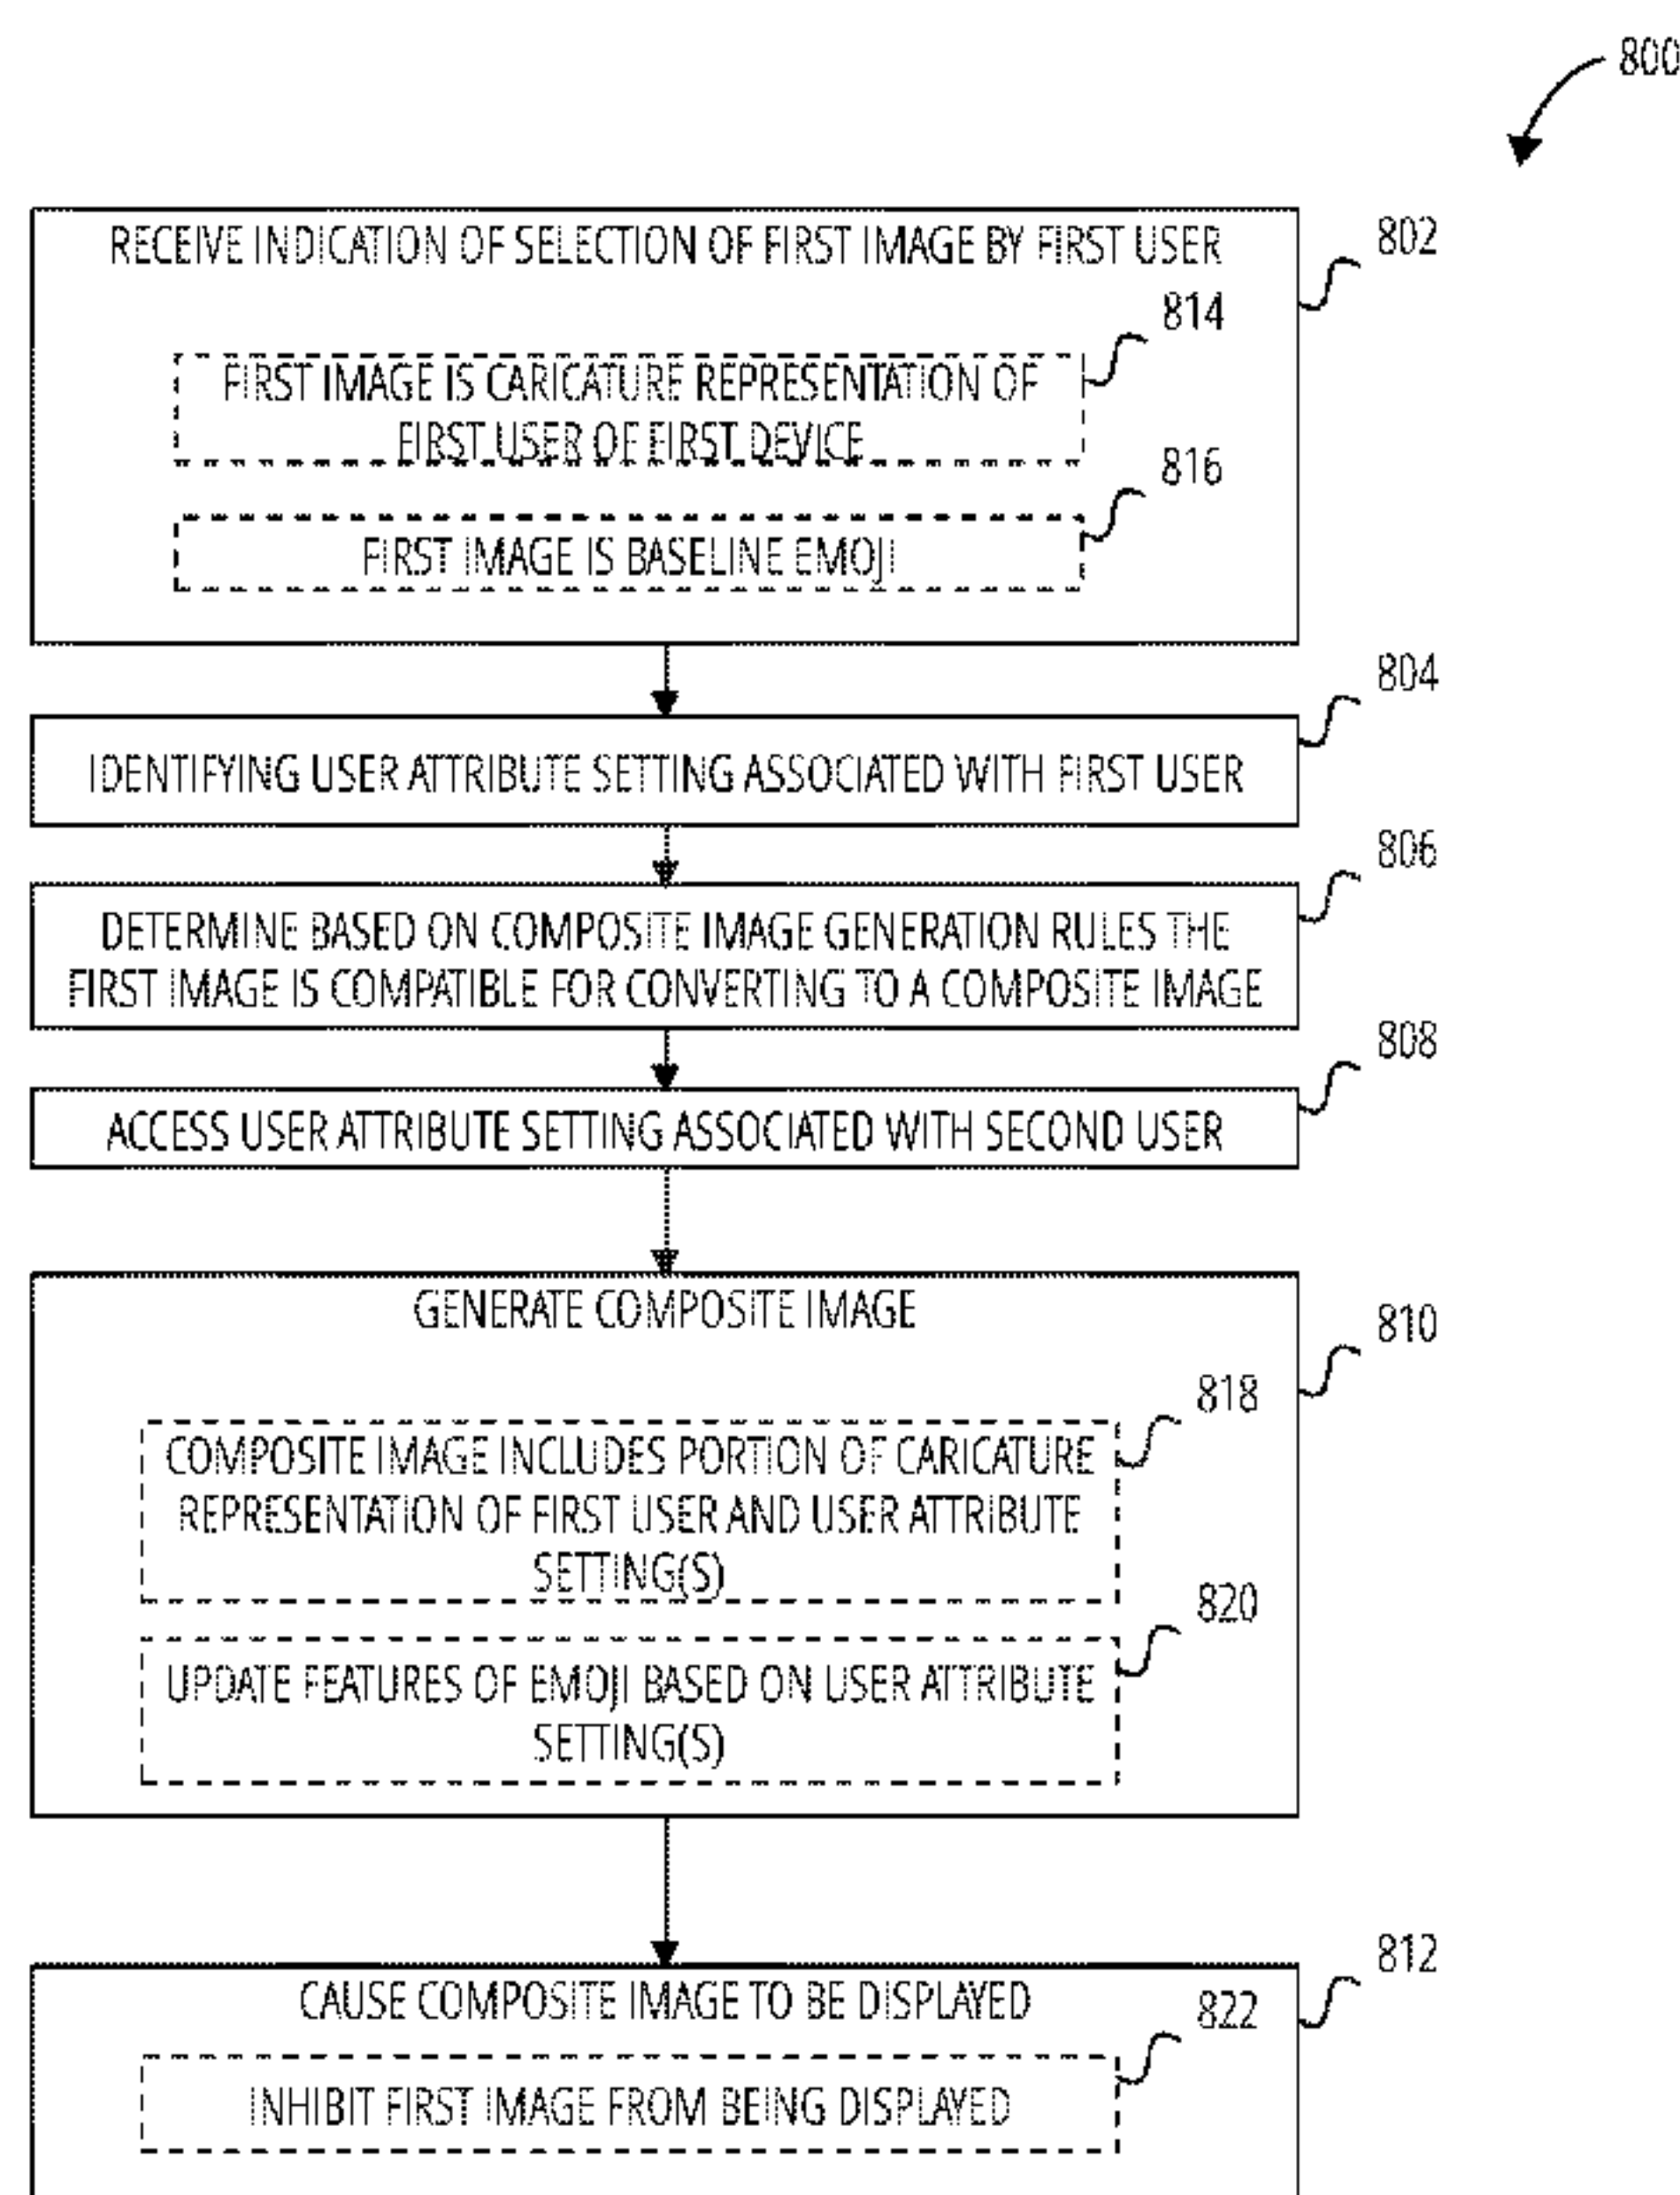 800
RECEIVE INDICATION OF SELECTION OF FIRST IMAGE BY FIRST USER
802
814
FIRST IMAGE IS CARICATURE REPRESENTATION OF
FIRST USER OF FIRST DEVICE
816
FIRST IMAGE IS BASELINE EMOJI
804
IDENTIFYING USER ATTRIBUTE SETTING ASSOCIATED WITH FIRST USER
806
DETERMINE BASED ON COMPOSITE IMAGE GENERATION RULES THE
FIRST IMAGE IS COMPATIBLE FOR CONVERTING TO A COMPOSITE IMAGE
808
ACCESS USER ATTRIBUTE SETTING ASSOCIATED WITH SECOND USER
GENERATE COMPOSITE IMAGE
810
818
COMPOSITE IMAGE INCLUDES PORTION OF CARICATURE
REPRESENTATION OF FIRST USER AND USER ATTRIBUTE
SETTING(S)
820
UPDATE FEATURES OF EMOJI BASED ON USER ATTRIBUTE
SETTING(S)
812
CAUSE COMPOSITE IMAGE TO BE DISPLAYED
822
INHIBIT FIRST IMAGE FROM BEING DISPLAYED